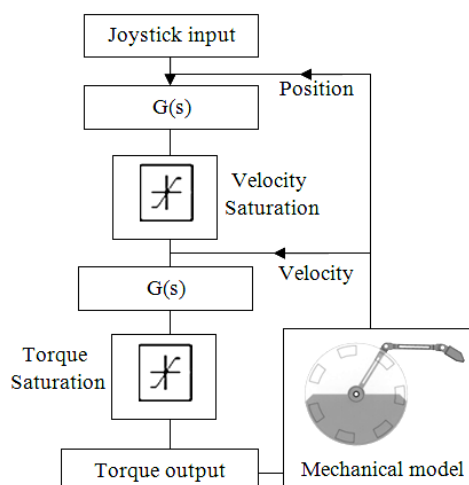 Joystick input
Position
G(s)
Velocity
Saturation
Velocity
G(s)
Torque
Saturation
Torque output
Mechanical model